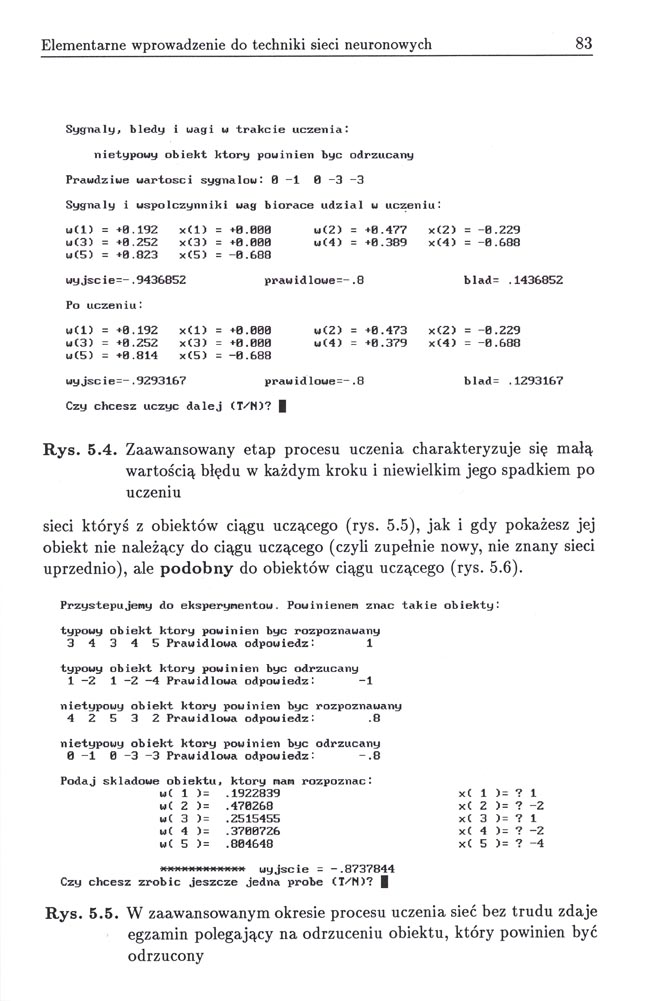 Elementarne wprowadzenie do techniki sieci neuronowych 83
Sygnaly, bledy i wagi w trakcie uczenia:
nietypowy obiekt ktory powinien byc odrzucany
Prawdziwe wartosci sygnalow: 0 -1 0 -3 -3
Sygnaly i wspolczynniki wag biorace udzial w uczeniu:
w(1) = +0.192 x(1) = +0.000 w(2) = +0.477 x(2) = -0.229
w(3) = +0.252 x(3) = +0.000 w(4) = +0.389 x(4) = -0.688
w(5) = +0.823 x(5) = -0.688
wyjscie=-.9436852 prawidlowe=-.8 blad= .1436852
Po uczeniu:
w(1) = +0.192 x(1) = +0.000 w(2) = +0.473 x(2) = -0.229
w(3) = +0.252 x(3) = +0.000 w(4) = +0.379 x(4) = -0.688
w(5) = +0.814 x(5) = -0.688
wyjscie=-.9293167 prawidlowe=-.8 blad= .1293167
Czy chcesz uczyc dalej (T/N)?
Rys. 5.4. Zaawansowany etap procesu uczenia charakteryzuje się małą
wartością błędu w każdym kroku i niewielkim jego spadkiem po
uczeniu
sieci któryś z obiektów ciągu uczącego (rys. 5.5), jak i gdy pokażesz jej
obiekt nie należący do ciągu uczącego (czyli zupełnie nowy, nie znany sieci
uprzednio), ale podobny do obiektów ciągu uczącego (rys. 5.6).
Przystepujemy do eksperymentow. Powinienem znac takie obiekty:
typowy obiekt ktory powinien byc rozpoznawany
3 4 3 4 5 Prawidlowa odpowiedz: 1
typowy obiekt ktory powinien byc odrzucany
1 -2 1 -2 -4 Prawidlowa odpowiedz: -1
nietypowy obiekt ktory powinien byc rozpoznawany
4 2 5 3 2 Prawidlowa odpowiedz: .8
nietypowy obiekt ktory powinien byc odrzucany
0 -1 0 -3 -3 Prawidlowa odpowiedz: -.8
Podaj skladowe obiektu, ktory mam rozpoznac:
w( 1 )= .1922839 x( 1 )= ? 1
w( 2 )= .470268 x( 2 )= ? -2
w( 3 )= .2515455 x( 3 )= ? 1
w( 4 )= .3700726 x( 4 )= ? -2
w( 5 )= .804648 x( 5 )= ? -4
************ wyjscie = -.8737844
Czy chcesz zrobic jeszcze jedna probe (T/N)?
Rys. 5.5. W zaawansowanym okresie procesu uczenia sieć bez trudu zdaje
egzamin polegający na odrzuceniu obiektu, który powinien być
odrzucony